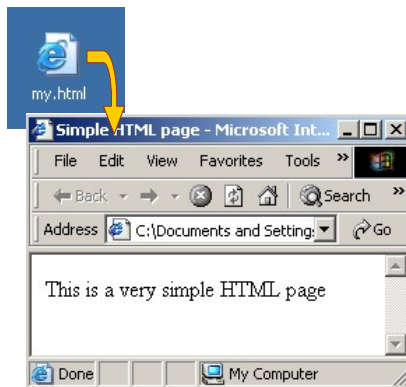 my.html
Simple HTML page - Microsoft Int...
File Edit View Favorites Tools »
Back Search »
Address C:\Documents and Setting: Go
This is a very simple HTML page
Done My Computer